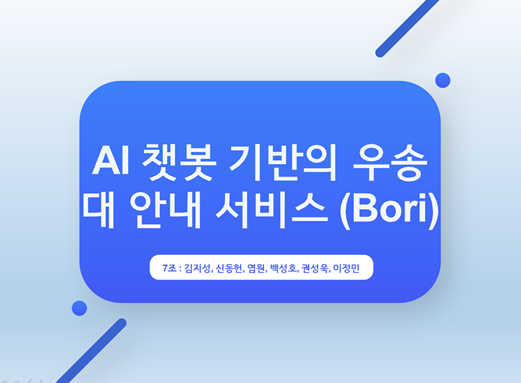 AI 챗봇 기반의 우송
대 안내 서비스 (Bori)
7조 : 김지성, 신동헌, 염원, 백성호, 권성욱, 이정민